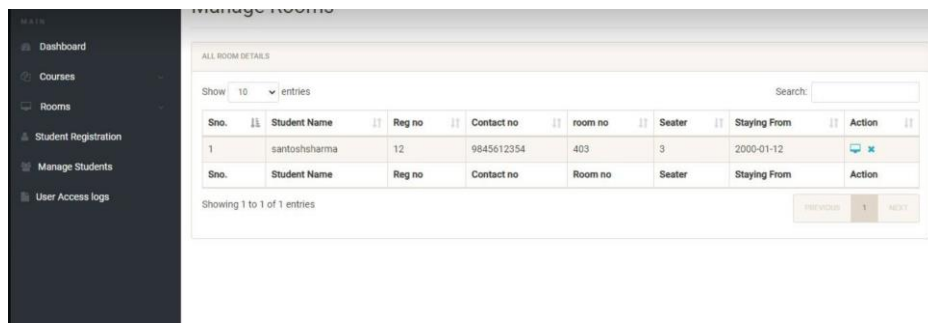 MAIN
Manage Rooms
Dashboard
Courses
Rooms
Student Registration
Manage Students
User Access logs
ALL ROOM DETAILS
Show 10 entries
Search:
Sno. Student Name Reg no Contact no room no Seater Staying From Action
1 santoshsharma 12 9845612354 403 3 2000-01-12
Sno. Student Name Reg no Contact no Room no Seater Staying From Action
Showing 1 to 1 of 1 entries
PREVIOUS 1 NEXT